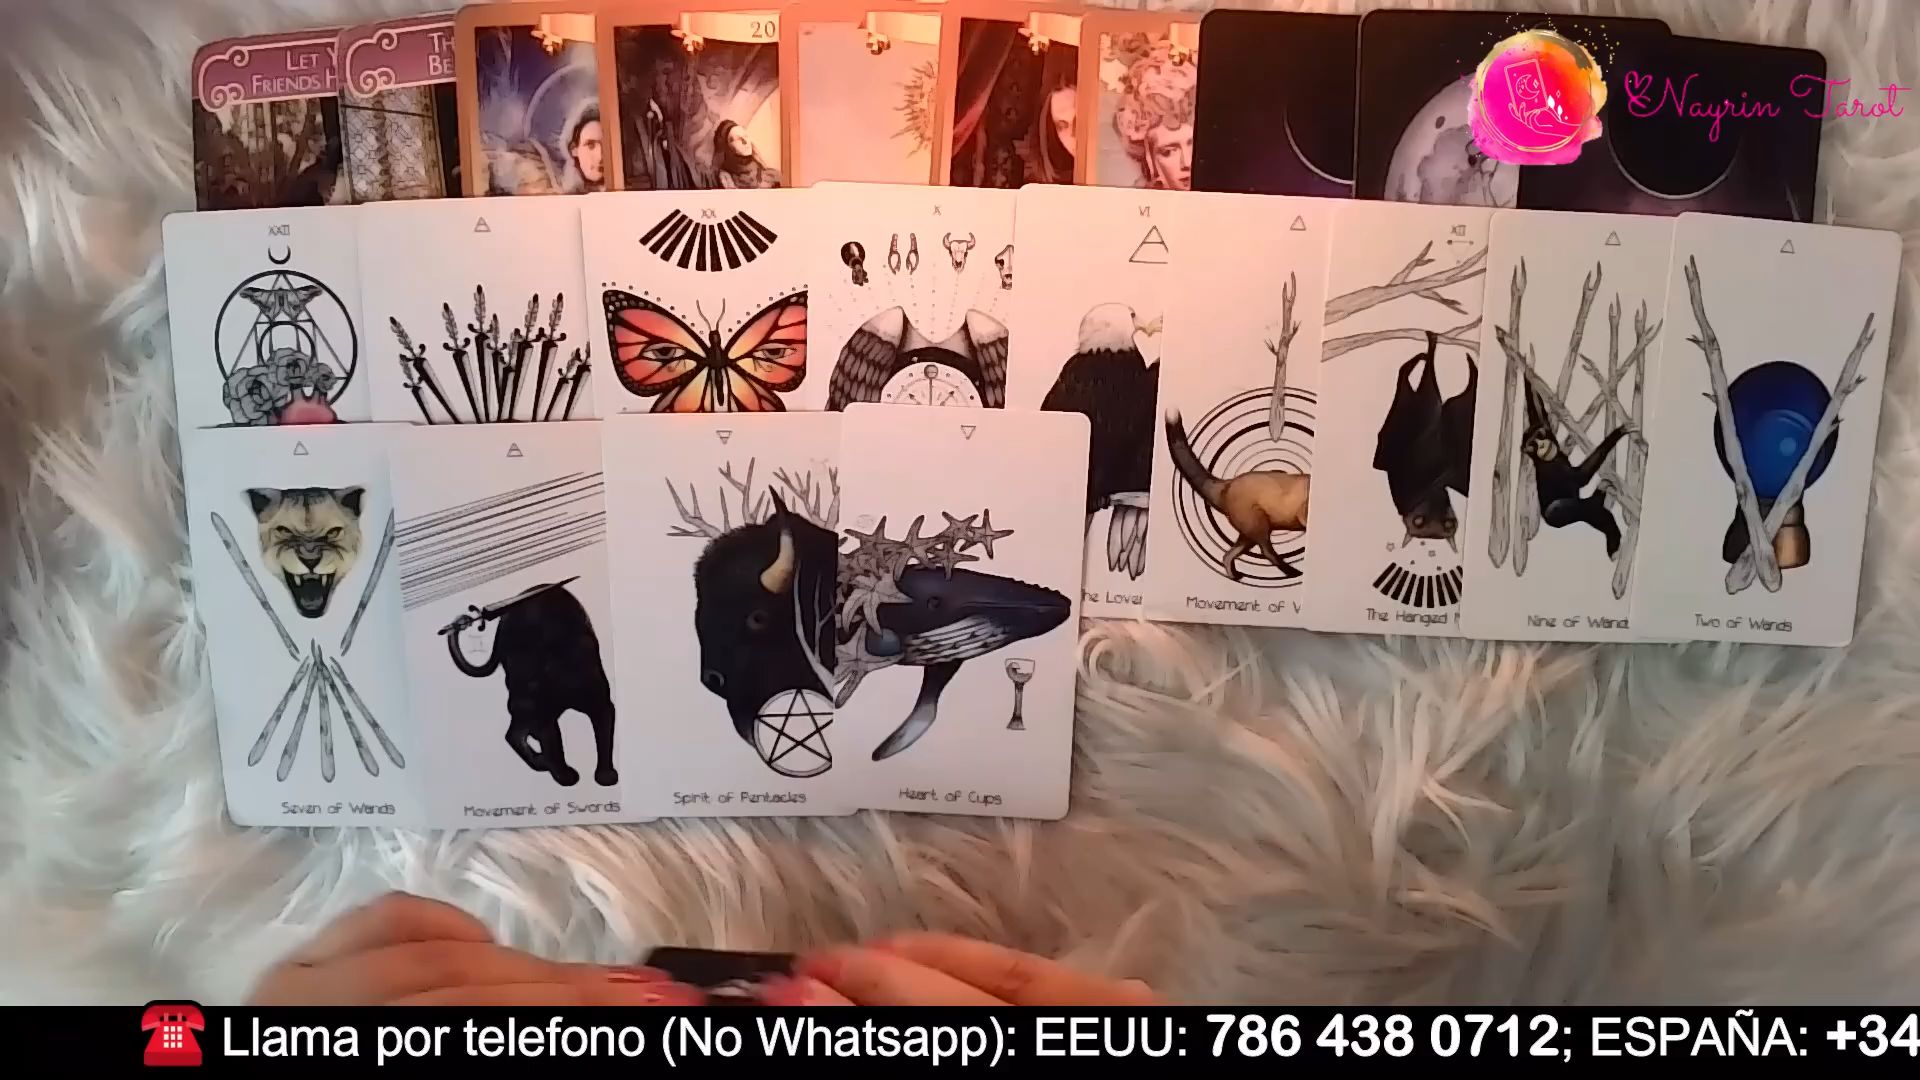 LET
FRIENDS
20
Nayrin Tarot
XXII
XX
X
VI
XII
The Hanged
Nine of Wand
Two of Wands
Movement of
Seven of Wands
Movement of Swords
Spirit of Pentacles
Heart of Cups
Llama por telefono (No Whatsapp): EEUU: 786 438 0712; ESPAÑA: +34